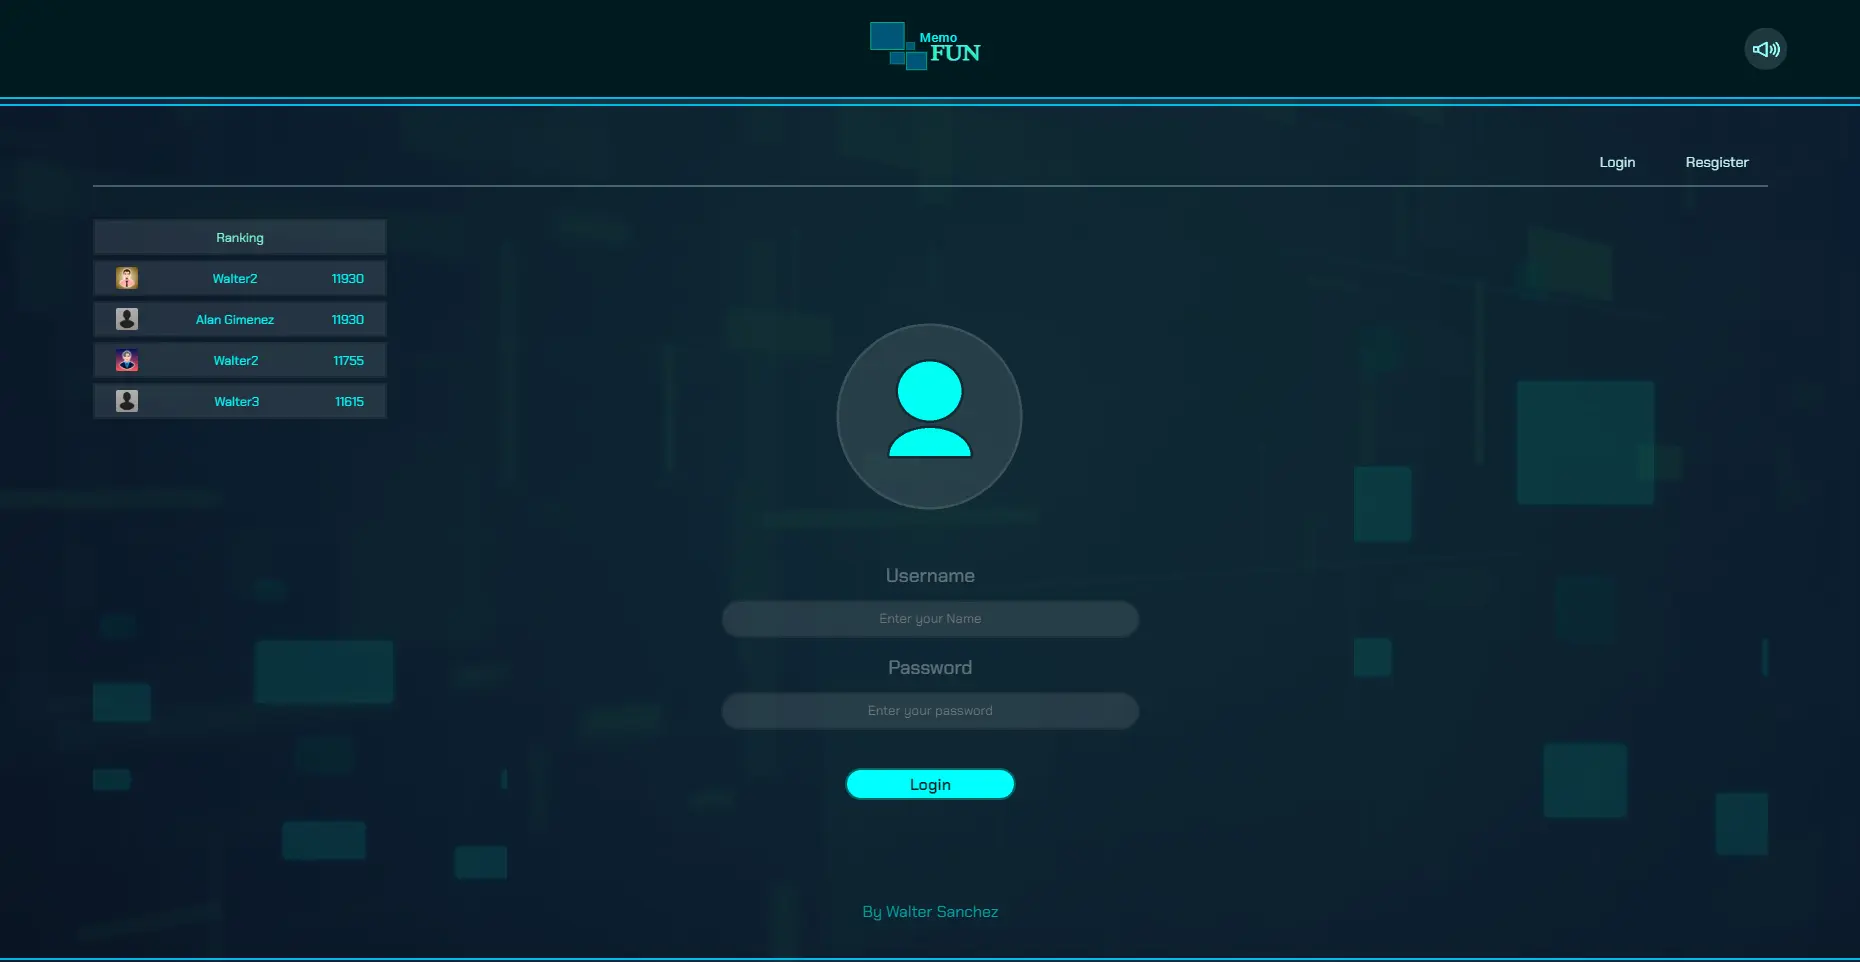 Memo
FUN
Login Resgister
Ranking
Walter2 11930
Alan Gimenez 11930
Walter2 11755
Walter3 11615
Username
Enter your Name
Password
Enter your password
Login
By Walter Sanchez